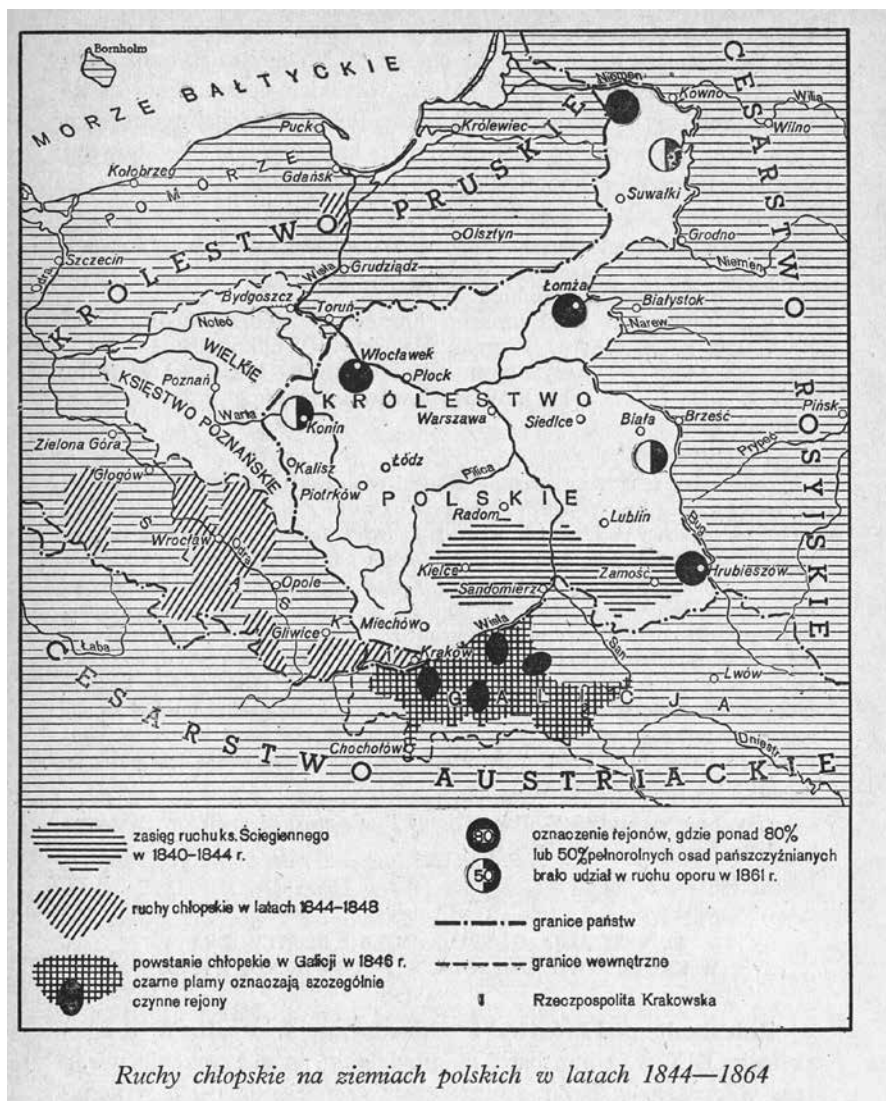 Bornholm
MORZE BAŁTYCKIE
Puck
Królewiec
Niemen
Kowno
Wilia
Wilno
CESARSTWO ROSYJSKIE
Kołobrzeg
POMORZE
Gdańsk
KRÓLESTWO PRUSKIE
Suwałki
Olsztyn
Grodno
Niemen
Szczecin
Odra
Wisła
Grudziądz
Bydgoszcz
Toruń
Noteć
Łomża
Białystok
Narew
Włocławek
Płock
WIELKIE
KSIĘSTWO
POZNAŃSKIE
Poznań
Warta
Konin
KRÓLESTWO
POLSKIE
Warszawa
Siedlce
Biała
Brześć
Pińsk
Prypeć
Zielona Góra
Głogów
Kalisz
Łódź
Piotrków
Pilica
Radom
Lublin
Bug
Wrocław
Odra
Opole
Kielce
Sandomierz
Zamość
Hrubieszów
Gliwice
Miechów
Wisła
Kraków
San
Lwów
Łaba
GALICJA
Chochołów
Dniestr
CESARSTWO AUSTRIACKIE
zasięg ruchu ks. Ściegiennego
w 1840-1844 r.
ruchy chłopskie w latach 1844-1848
powstanie chłopskie w Galicji w 1846 r.
czarne plamy oznaczają szczególnie
czynne rejony
80
oznaczenie rejonów, gdzie ponad 80%
lub 50% pełnorolnych osad pańszczyźnianych
50
brało udział w ruchu oporu w 1861 r.
granice państw
granice wewnętrzne
Rzeczpospolita Krakowska
Ruchy chłopskie na ziemiach polskich w latach 1844—1864